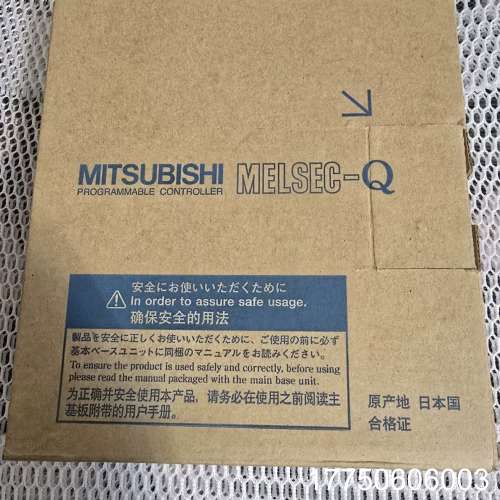 MITSUBISHI MELSEC-Q
PROGRAMMABLE CONTROLLER
安全にお使いいただくために
In order to assure safe usage.
确保安全的用法
製品を安全に正しくお使いいただくために、ご使用の前に必ず
基本ベースユニットに同梱のマニュアルをお読みください。
To ensure the product is used safely and correctly, before using
please read the manual packaged with the main base unit.
为正确并安全使用本产品，请务必在使用之前阅读主
基板附带的用户手册.
原产地 日本国
合格证
17750606003